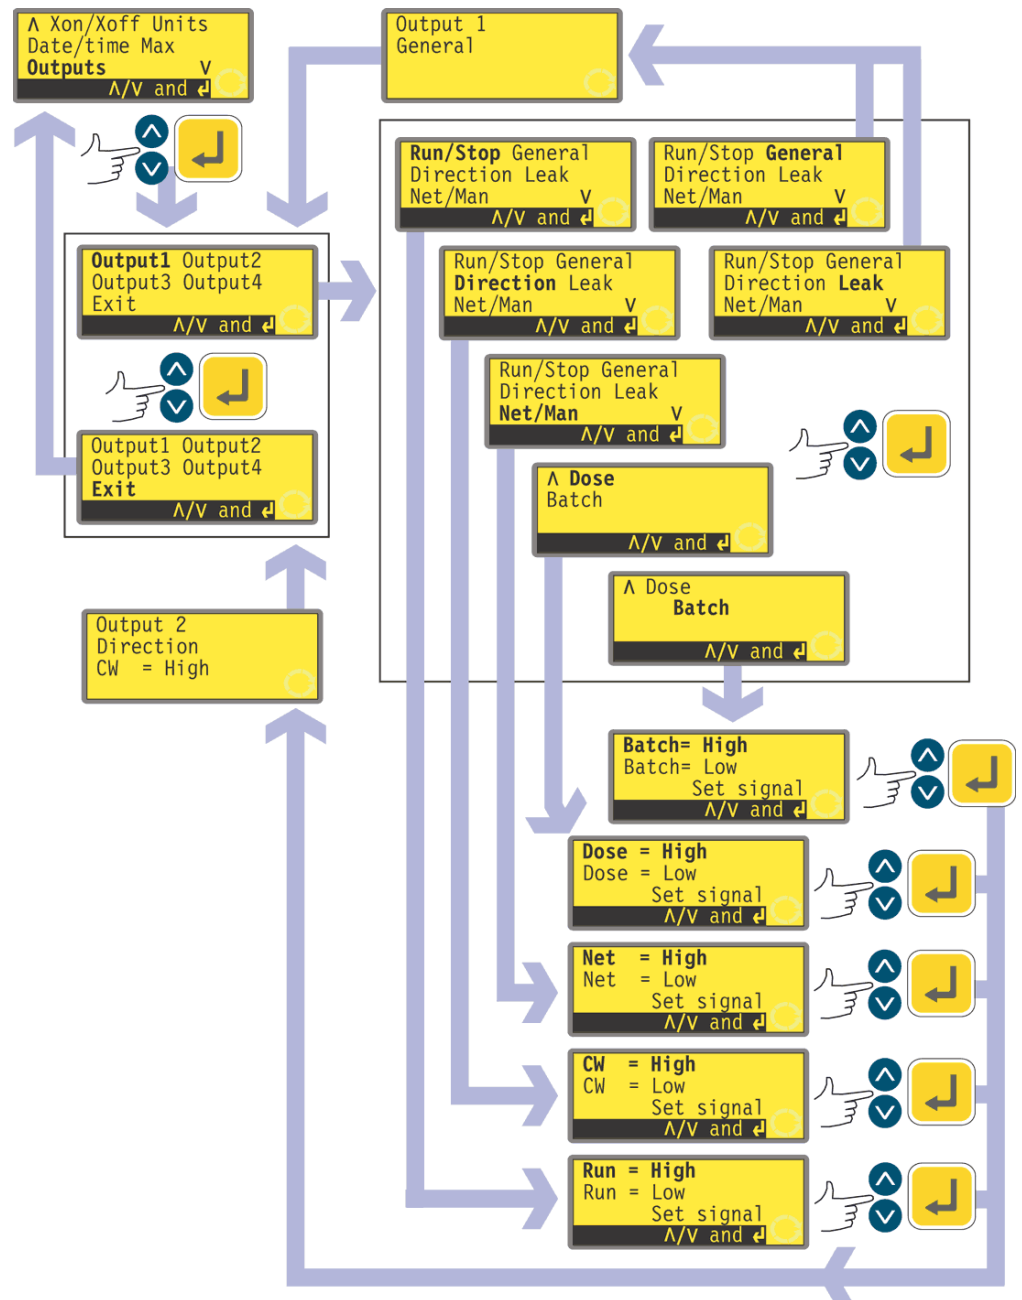 Λ Xon/Xoff Units
Date/time Max
Outputs V
Λ/V and ↲
Output 1
General
Run/Stop General
Direction Leak
Net/Man V
Λ/V and ↲
Run/Stop General
Direction Leak
Net/Man V
Λ/V and ↲
Output1 Output2
Output3 Output4
Exit
Λ/V and ↲
Run/Stop General
Direction Leak
Net/Man V
Λ/V and ↲
Run/Stop General
Direction Leak
Net/Man V
Λ/V and ↲
Run/Stop General
Direction Leak
Net/Man V
Λ/V and ↲
Output1 Output2
Output3 Output4
Exit
Λ/V and ↲
Λ Dose
Batch
Λ/V and ↲
Λ Dose
Batch
Λ/V and ↲
Output 2
Direction
CW = High
Batch= High
Batch= Low
Set signal
Λ/V and ↲
Dose = High
Dose = Low
Set signal
Λ/V and ↲
Net = High
Net = Low
Set signal
Λ/V and ↲
CW = High
CW = Low
Set signal
Λ/V and ↲
Run = High
Run = Low
Set signal
Λ/V and ↲